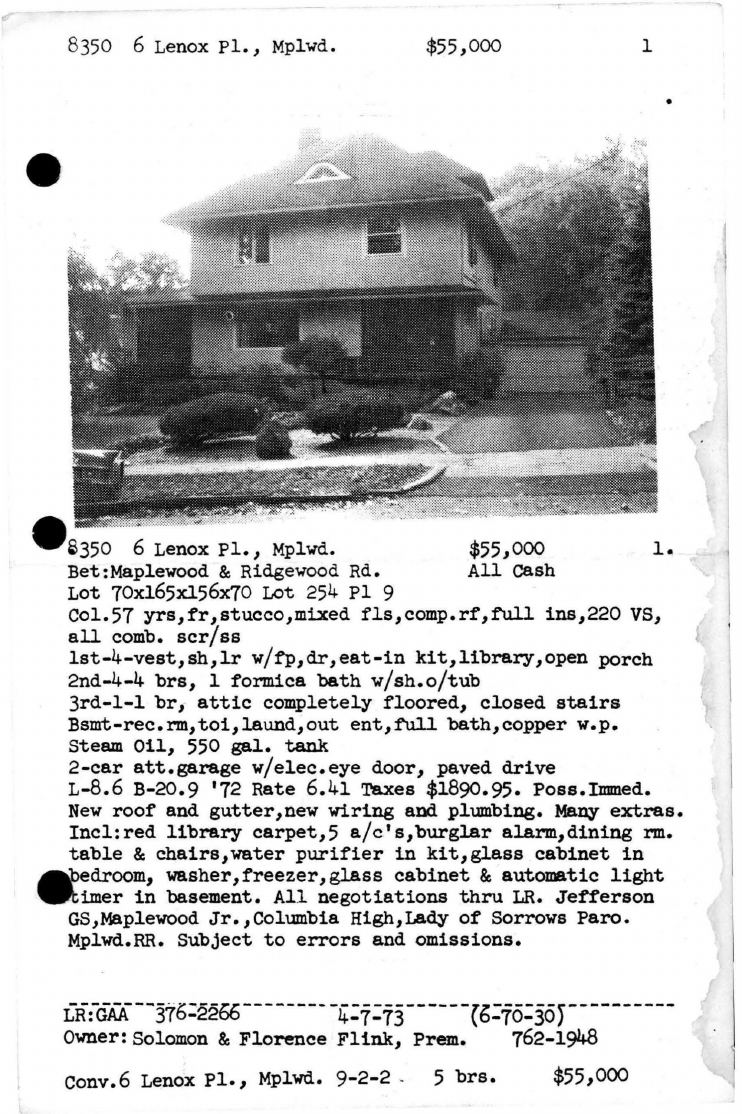 8350 6 Lenox Pl., Mplwd. $55,000 1
8350 6 Lenox Pl., Mplwd. $55,000 1.
Bet:Maplewood & Ridgewood Rd. All Cash
Lot 70x165x156x70 Lot 254 Pl 9
Col.57 yrs,fr,stucco,mixed fls,comp.rf,full ins,220 VS,
all comb. scr/ss
1st-4-vest,sh,lr w/fp,dr,eat-in kit,library,open porch
2nd-4-4 brs, 1 formica bath w/sh.o/tub
3rd-1-1 br, attic completely floored, closed stairs
Bsmt-rec.rm,toi,laund,out ent,full bath,copper w.p.
Steam Oil, 550 gal. tank
2-car att.garage w/elec.eye door, paved drive
L-8.6 B-20.9 '72 Rate 6.41 Taxes $1890.95. Poss.Immed.
New roof and gutter,new wiring and plumbing. Many extras.
Incl:red library carpet,5 a/c's,burglar alarm,dining rm.
table & chairs,water purifier in kit,glass cabinet in
bedroom, washer,freezer,glass cabinet & automatic light
timer in basement. All negotiations thru LR. Jefferson
GS,Maplewood Jr.,Columbia High,Lady of Sorrows Paro.
Mplwd.RR. Subject to errors and omissions.
LR:GAA 376-2266 4-7-73 (6-70-30)
Owner: Solomon & Florence Flink, Prem. 762-1948
Conv.6 Lenox Pl., Mplwd. 9-2-2 - 5 brs. $55,000